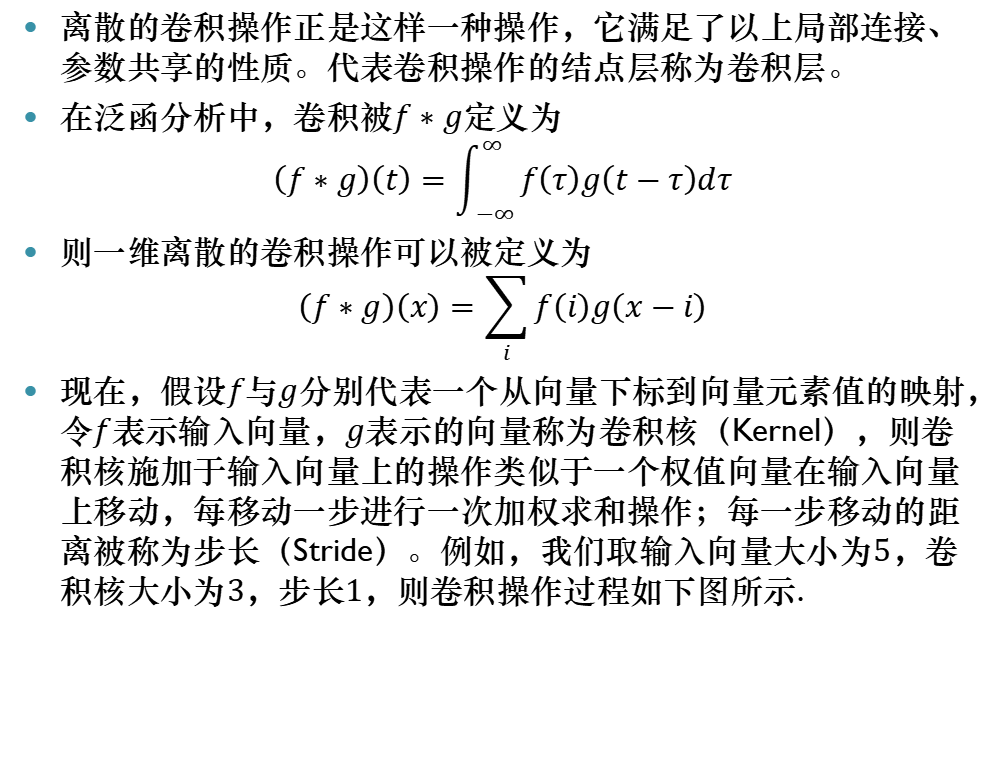 • 离散的卷积操作正是这样一种操作，它满足了以上局部连接、
参数共享的性质。代表卷积操作的结点层称为卷积层。
• 在泛函分析中，卷积被f ∗ g定义为
(f ∗ g)(t) = ∫_{−∞}^{∞} f(τ)g(t − τ)dτ
• 则一维离散的卷积操作可以被定义为
(f ∗ g)(x) = ∑_i f(i)g(x − i)
• 现在，假设f与g分别代表一个从向量下标到向量元素值的映射，
令f表示输入向量，g表示的向量称为卷积核（Kernel），则卷
积核施加于输入向量上的操作类似于一个权值向量在输入向量
上移动，每移动一步进行一次加权求和操作；每一步移动的距
离被称为步长（Stride）。例如，我们取输入向量大小为5，卷
积核大小为3，步长1，则卷积操作过程如下图所示.